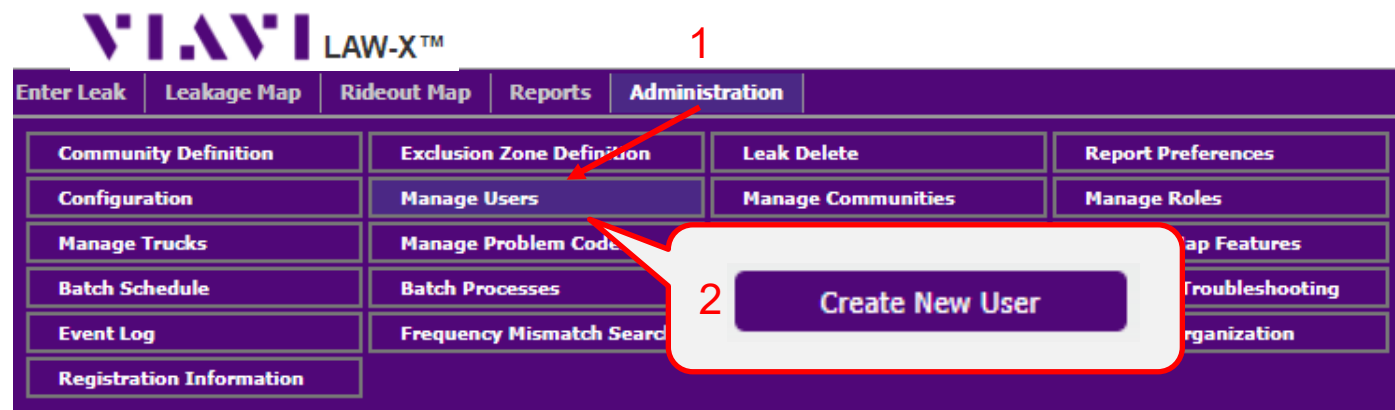 VIAVI LAW-X™
1
Enter Leak Leakage Map Rideout Map Reports Administration
Community Definition Exclusion Zone Definition Leak Delete Report Preferences
Configuration Manage Users Manage Communities Manage Roles
Manage Trucks Manage Problem Code ap Features
Batch Schedule Batch Processes Troubleshooting
2 Create New User
Event Log Frequency Mismatch Search rganization
Registration Information